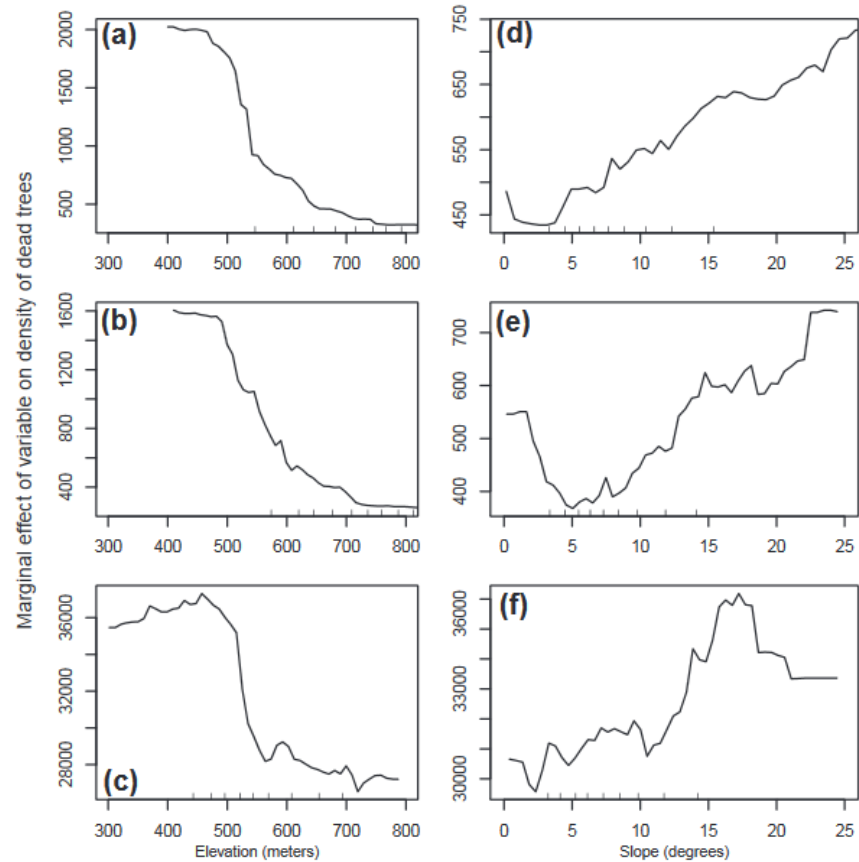 Marginal effect of variable on density of dead trees
(a)
500 1000 1500 2000
300 400 500 600 700 800
(d)
450 550 650 750
0 5 10 15 20 25
(b)
400 800 1200 1600
300 400 500 600 700 800
(e)
400 500 600 700
0 5 10 15 20 25
(c)
28000 32000 36000
300 400 500 600 700 800
Elevation (meters)
(f)
30000 33000 36000
0 5 10 15 20 25
Slope (degrees)